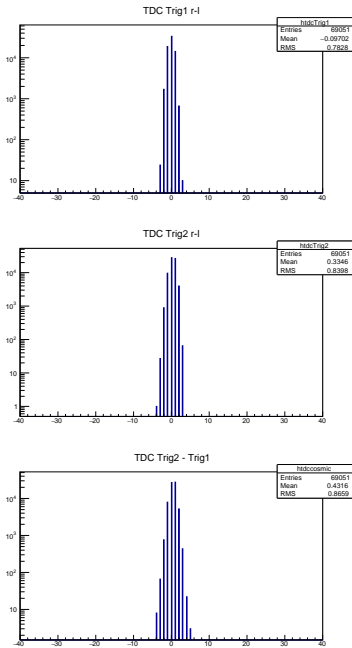 TDC Trig1 r-l
htdcTrig1
Entries 69051
Mean −0.09702
RMS 0.7828
10⁴
10³
10²
10
−40 −30 −20 −10 0 10 20 30 40
TDC Trig2 r-l
htdcTrig2
Entries 69051
Mean 0.3346
RMS 0.8398
10⁴
10³
10²
10
1
−40 −30 −20 −10 0 10 20 30 40
TDC Trig2 - Trig1
htdccosmic
Entries 69051
Mean 0.4316
RMS 0.8659
10⁴
10³
10²
10
−40 −30 −20 −10 0 10 20 30 40